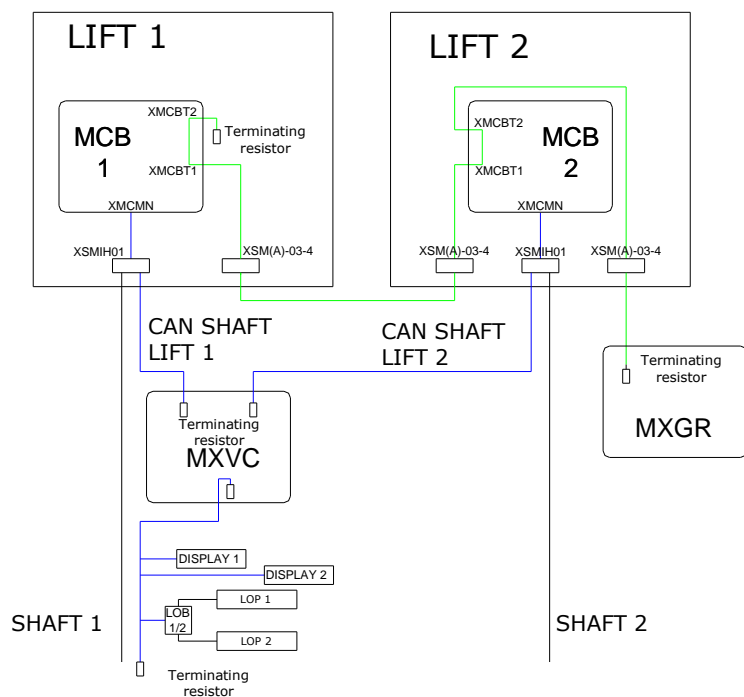 LIFT 1
LIFT 2
XMCBT2
MCB
1
Terminating
resistor
XMCBT1
XMCMN
XSMIH01
XSM(A)-03-4
XMCBT2
MCB
2
XMCBT1
XMCMN
XSM(A)-03-4
XSMIH01
XSM(A)-03-4
CAN SHAFT
LIFT 1
CAN SHAFT
LIFT 2
Terminating
resistor
MXGR
Terminating
resistor
MXVC
DISPLAY 1
DISPLAY 2
LOB
1/2
LOP 1
LOP 2
SHAFT 1
SHAFT 2
Terminating
resistor